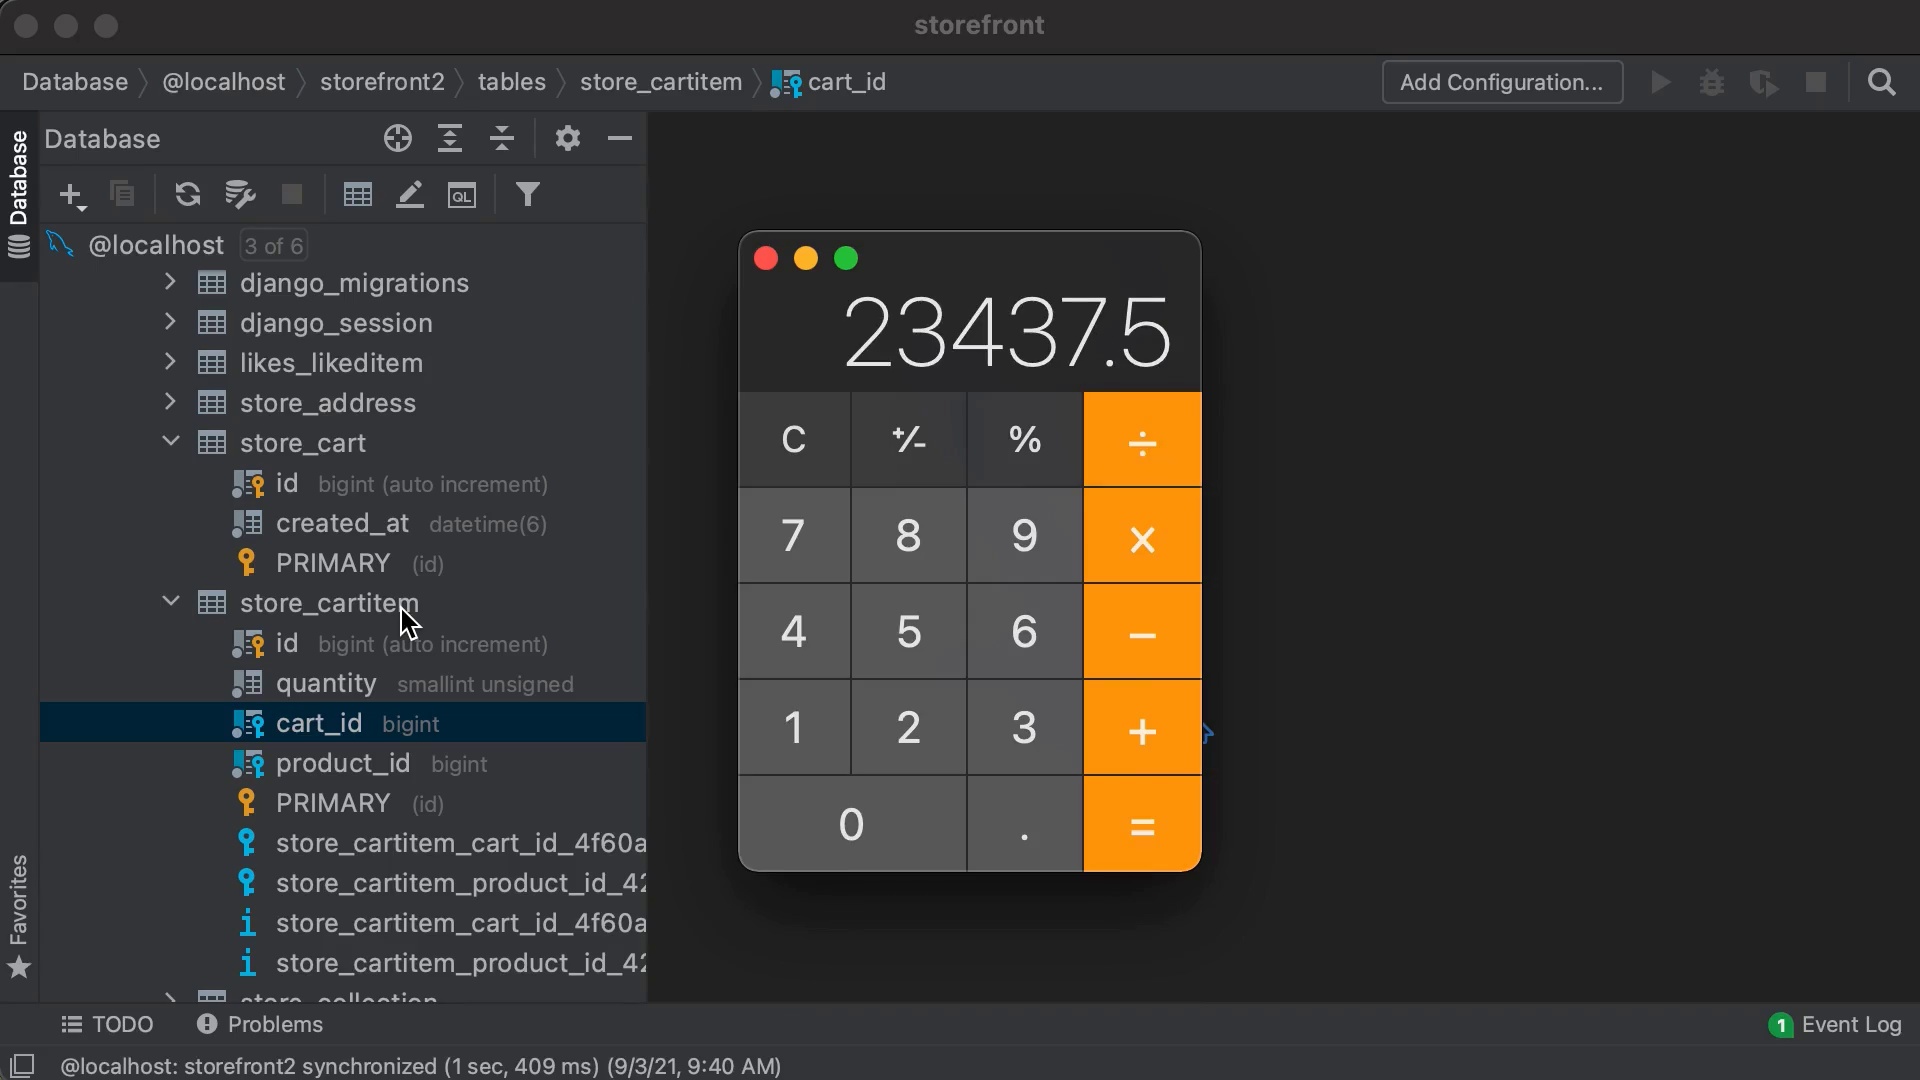 storefront
Database @localhost storefront2 tables store_cartitem cart_id
Add Configuration...
Database
Database
QL
@localhost 3 of 6
django_migrations
django_session
likes_likeditem
store_address
store_cart
id bigint (auto increment)
created_at datetime(6)
PRIMARY (id)
store_cartitem
id bigint (auto increment)
quantity smallint unsigned
cart_id bigint
product_id bigint
PRIMARY (id)
store_cartitem_cart_id_4f60a
store_cartitem_product_id_42
store_cartitem_cart_id_4f60a
store_cartitem_product_id_42
store_collection
Favorites
23437.5
C +/- % ÷
7 8 9 ×
4 5 6 −
1 2 3 +
0 . =
TODO Problems
1 Event Log
@localhost: storefront2 synchronized (1 sec, 409 ms) (9/3/21, 9:40 AM)